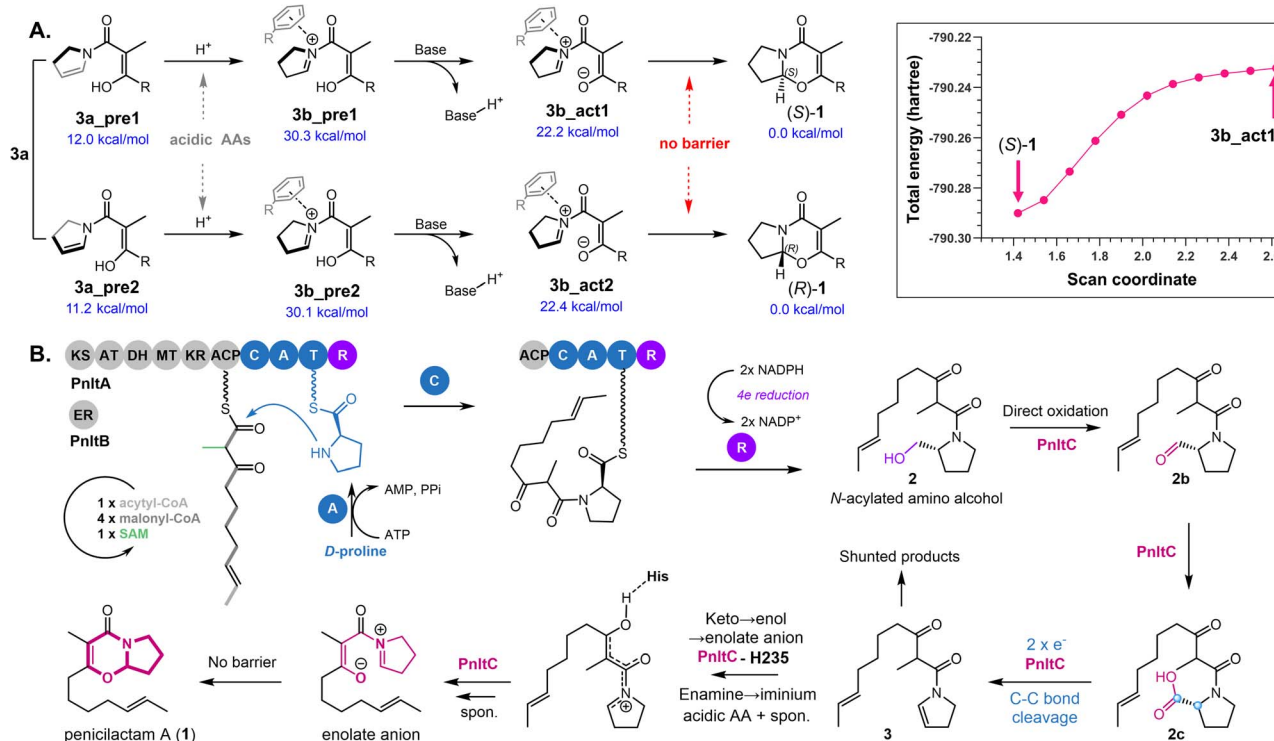 A.
3a
3a_pre1
12.0 kcal/mol
H+
acidic AAs
H+
3a_pre2
11.2 kcal/mol
N
O
HO
R
N
O
HO
R
R
N
O
HO
R
3b_pre1
30.3 kcal/mol
R
N
O
HO
R
3b_pre2
30.1 kcal/mol
Base
Base-H+
Base
Base-H+
R
N
O
O
R
3b_act1
22.2 kcal/mol
R
N
O
O
R
3b_act2
22.4 kcal/mol
no barrier
O
N
(S)
O
R
H
(S)-1
0.0 kcal/mol
O
N
(R)
O
R
H
(R)-1
0.0 kcal/mol
Total energy (hartree)
-790.22
-790.24
-790.26
-790.28
-790.30
(S)-1
3b_act1
1.4 1.6 1.8 2.0 2.2 2.4
Scan coordinate
B.
KS AT DH MT KR ACP C A T R
PnltA
ER
PnltB
1 x acytyl-CoA
4 x malonyl-CoA
1 x SAM
S
O
O
S
O
HN
A
AMP, PPi
ATP
D-proline
C
ACP C A T R
O
S
O
O
N
2x NADPH
4e reduction
2x NADP+
R
O
O
N
HO
2
N-acylated amino alcohol
Direct oxidation
PnltC
O
O
N
O
2b
PnltC
O
O
N
HO
O
2c
2 x e-
PnltC
C-C bond
cleavage
Shunted products
O
O
N
3
Keto→enol
→enolate anion
PnltC - H235
Enamine→iminium
acidic AA + spon.
His
H
O
O
N
PnltC
spon.
O
N
O
enolate anion
No barrier
O
N
O
penicilactam A (1)